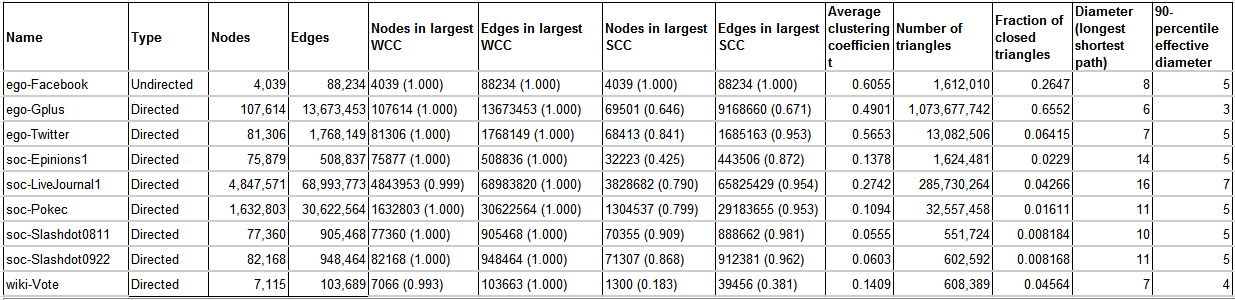 Name Type Nodes Edges Nodes in largest WCC Edges in largest WCC Nodes in largest SCC Edges in largest SCC Average clustering coefficien t Number of triangles Fraction of closed triangles Diameter (longest shortest path) 90-percentile effective diameter
ego-Facebook Undirected 4,039 88,234 4039 (1.000) 88234 (1.000) 4039 (1.000) 88234 (1.000) 0.6055 1,612,010 0.2647 8 5
ego-Gplus Directed 107,614 13,673,453 107614 (1.000) 13673453 (1.000) 69501 (0.646) 9168660 (0.671) 0.4901 1,073,677,742 0.6552 6 3
ego-Twitter Directed 81,306 1,768,149 81306 (1.000) 1768149 (1.000) 68413 (0.841) 1685163 (0.953) 0.5653 13,082,506 0.06415 7 5
soc-Epinions1 Directed 75,879 508,837 75877 (1.000) 508836 (1.000) 32223 (0.425) 443506 (0.872) 0.1378 1,624,481 0.0229 14 5
soc-LiveJournal1 Directed 4,847,571 68,993,773 4843953 (0.999) 68983820 (1.000) 3828682 (0.790) 65825429 (0.954) 0.2742 285,730,264 0.04266 16 7
soc-Pokec Directed 1,632,803 30,622,564 1632803 (1.000) 30622564 (1.000) 1304537 (0.799) 29183655 (0.953) 0.1094 32,557,458 0.01611 11 5
soc-Slashdot0811 Directed 77,360 905,468 77360 (1.000) 905468 (1.000) 70355 (0.909) 888662 (0.981) 0.0555 551,724 0.008184 10 5
soc-Slashdot0922 Directed 82,168 948,464 82168 (1.000) 948464 (1.000) 71307 (0.868) 912381 (0.962) 0.0603 602,592 0.008168 11 5
wiki-Vote Directed 7,115 103,689 7066 (0.993) 103663 (1.000) 1300 (0.183) 39456 (0.381) 0.1409 608,389 0.04564 7 4